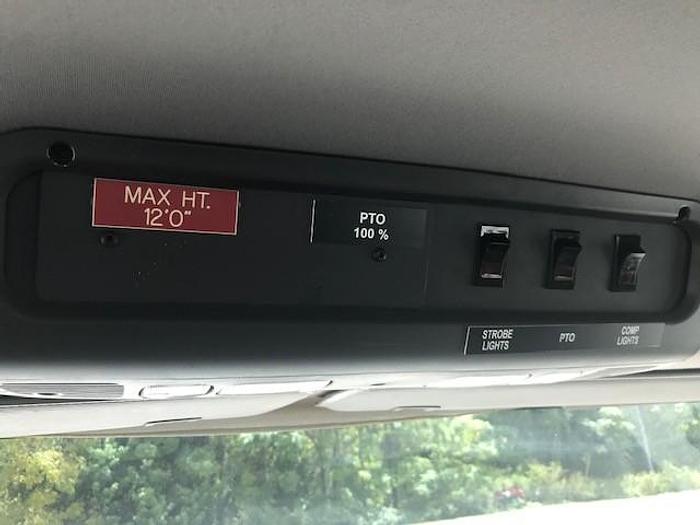 MAX HT.
12'0"
PTO
100 %
STROBE
LIGHTS
PTO
COMP
LIGHTS